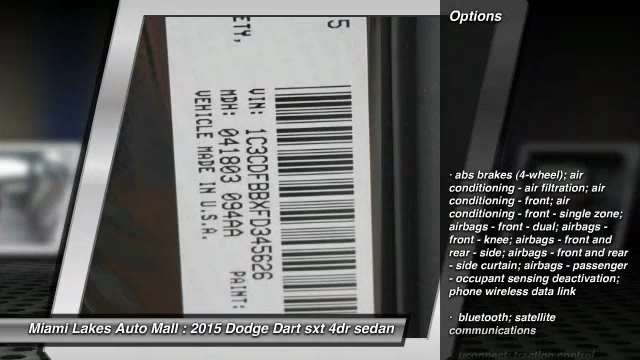 Options
5
ETY,
VIN: 1C3CDFBBXFD345626
MDH: 041803 094AA
PAINT:
VEHICLE MADE IN U.S.A.
· abs brakes (4-wheel); air
conditioning - air filtration; air
conditioning - front; air
conditioning - front - single zone;
airbags - front - dual; airbags -
front - knee; airbags - front and
rear - side; airbags - front and rear
- side curtain; airbags - passenger
- occupant sensing deactivation;
phone wireless data link
· bluetooth; satellite
communications
Miami Lakes Auto Mall : 2015 Dodge Dart sxt 4dr sedan